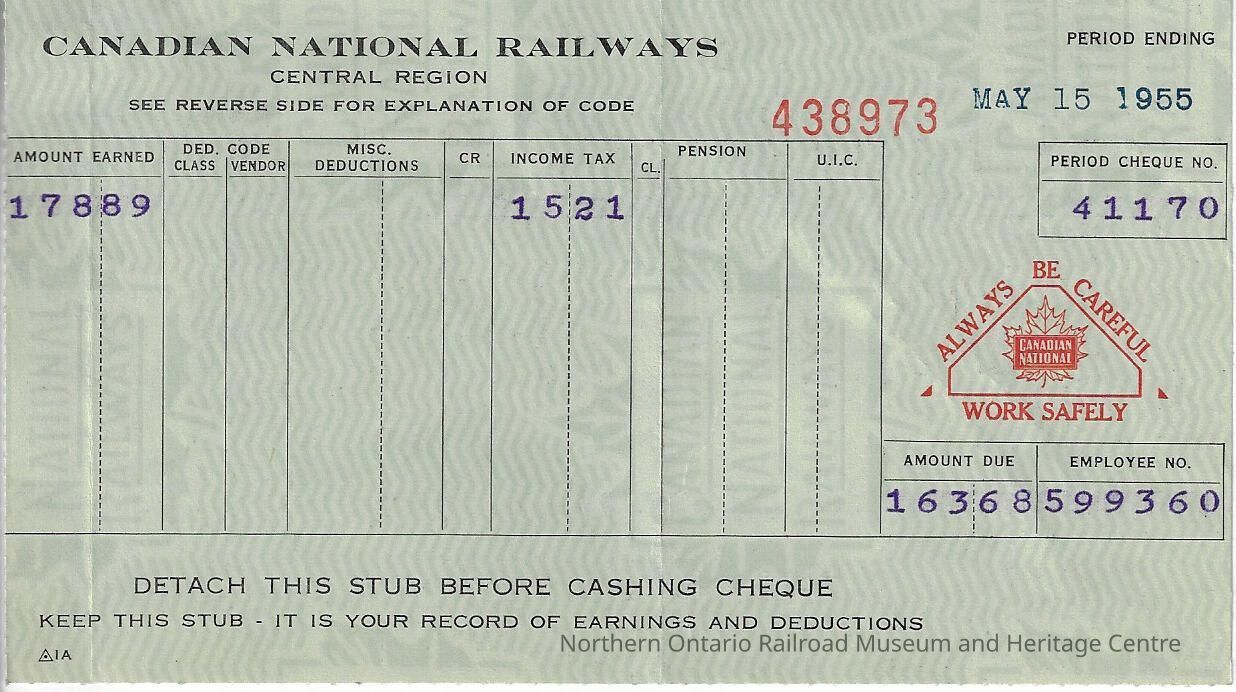 CANADIAN NATIONAL RAILWAYS
CENTRAL REGION
SEE REVERSE SIDE FOR EXPLANATION OF CODE
438973
PERIOD ENDING
MAY 15 1955
AMOUNT EARNED
DED. CODE
CLASS VENDOR
MISC.
DEDUCTIONS
CR
INCOME TAX
CL.
PENSION
U.I.C.
17889
1521
PERIOD CHEQUE NO.
41170
ALWAYS BE CAREFUL
CANADIAN
NATIONAL
WORK SAFELY
AMOUNT DUE EMPLOYEE NO.
16368 599360
DETACH THIS STUB BEFORE CASHING CHEQUE
KEEP THIS STUB - IT IS YOUR RECORD OF EARNINGS AND DEDUCTIONS
Northern Ontario Railroad Museum and Heritage Centre
1A